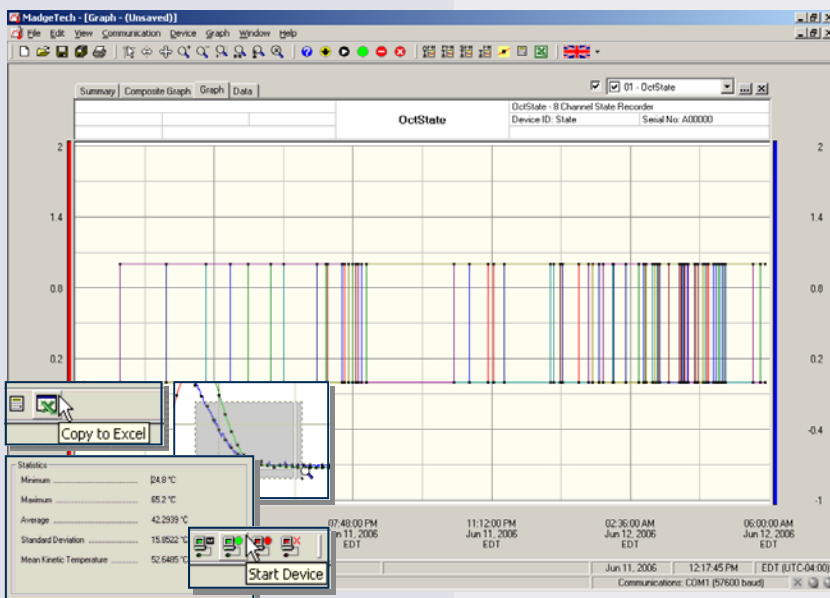 MadgeTech - [Graph - (Unsaved)]
File Edit View Communication Device Graph Window Help
Summary Composite Graph Graph Data
01 - OctState
OctState
OctState - 8 Channel State Recorder
Device ID: State Serial No: A00000
2 2
1.4 1.4
0.8 0.8
0.2 0.2
-0.4
-1
Copy to Excel
Statistics
Minimum 24.8 °C
Maximum 65.2 °C
Average 42.2939 °C
Standard Deviation 15.8522 °C
Mean Kinetic Temperature 52.6485 °C
Start Device
07:48:00 PM 11:12:00 PM 02:36:00 AM 06:00:00 AM
11, 2006 Jun 11, 2006 Jun 12, 2006 Jun 12, 2006
EDT EDT EDT EDT
Jun 11, 2006 12:17:45 PM EDT (UTC-04:00)
Communications: COM1 (57600 baud)